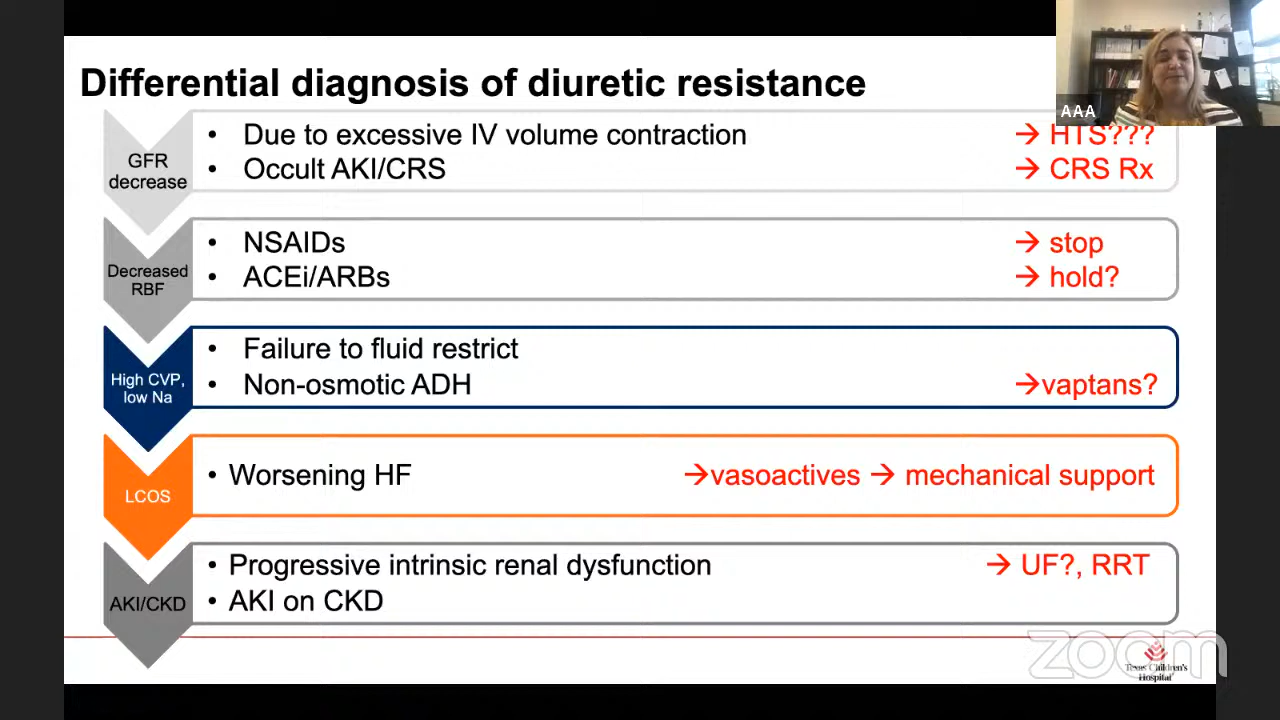 Differential diagnosis of diuretic resistance
AAA
GFR
decrease
• Due to excessive IV volume contraction → HTS???
• Occult AKI/CRS → CRS Rx
Decreased
RBF
• NSAIDs → stop
• ACEi/ARBs → hold?
High CVP,
low Na
• Failure to fluid restrict
• Non-osmotic ADH →vaptans?
LCOS
• Worsening HF →vasoactives → mechanical support
AKI/CKD
• Progressive intrinsic renal dysfunction → UF?, RRT
• AKI on CKD
zoom
Texas Children's
Hospital